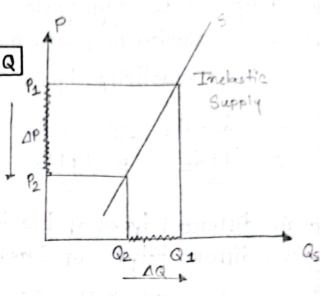 P
S
Q
P1
Inelastic
Supply
ΔP
P2
Q2 Q1 Qs
ΔQ